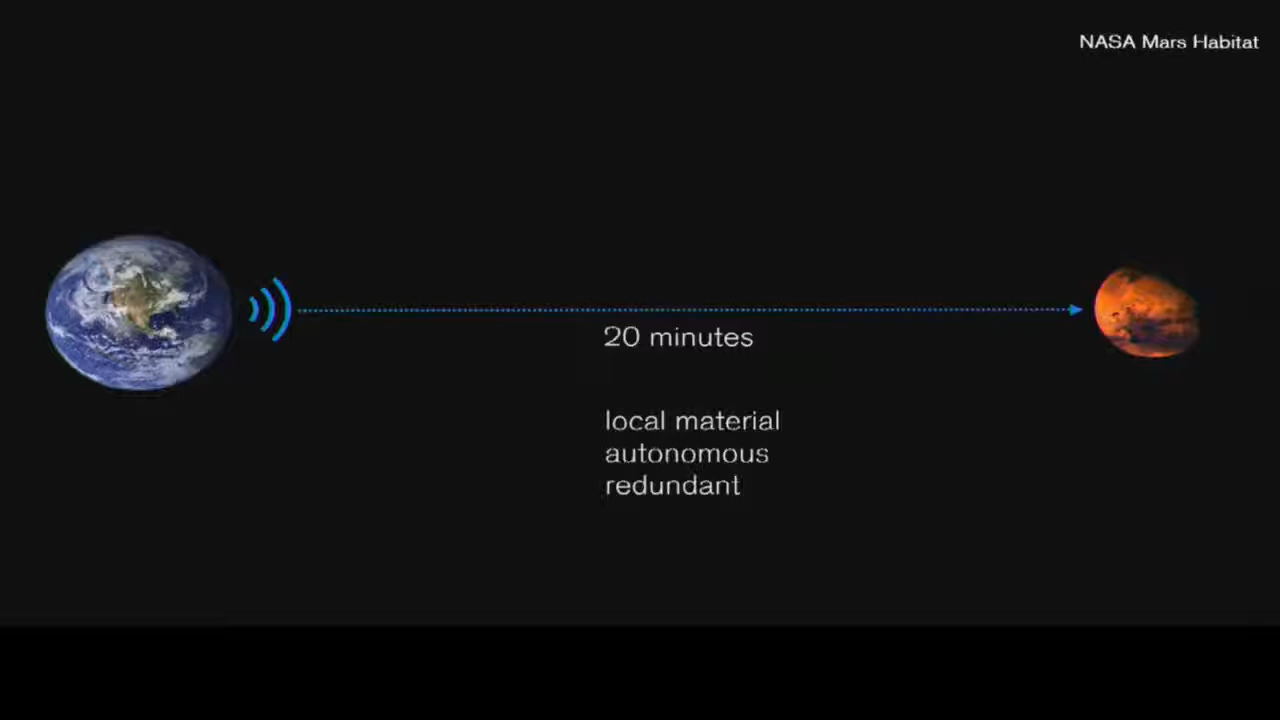 NASA Mars Habitat
20 minutes
local material
autonomous
redundant